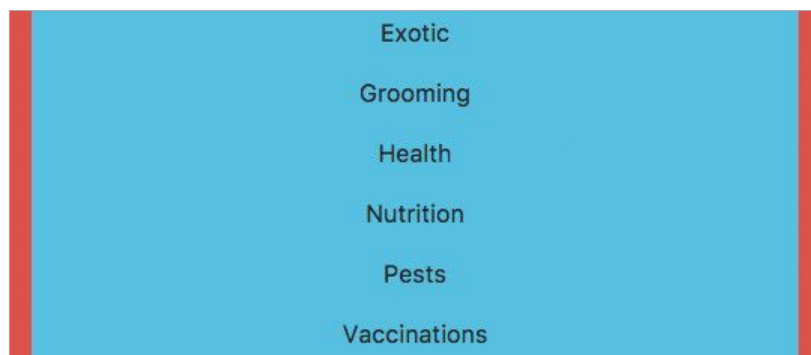 Exotic
Grooming
Health
Nutrition
Pests
Vaccinations